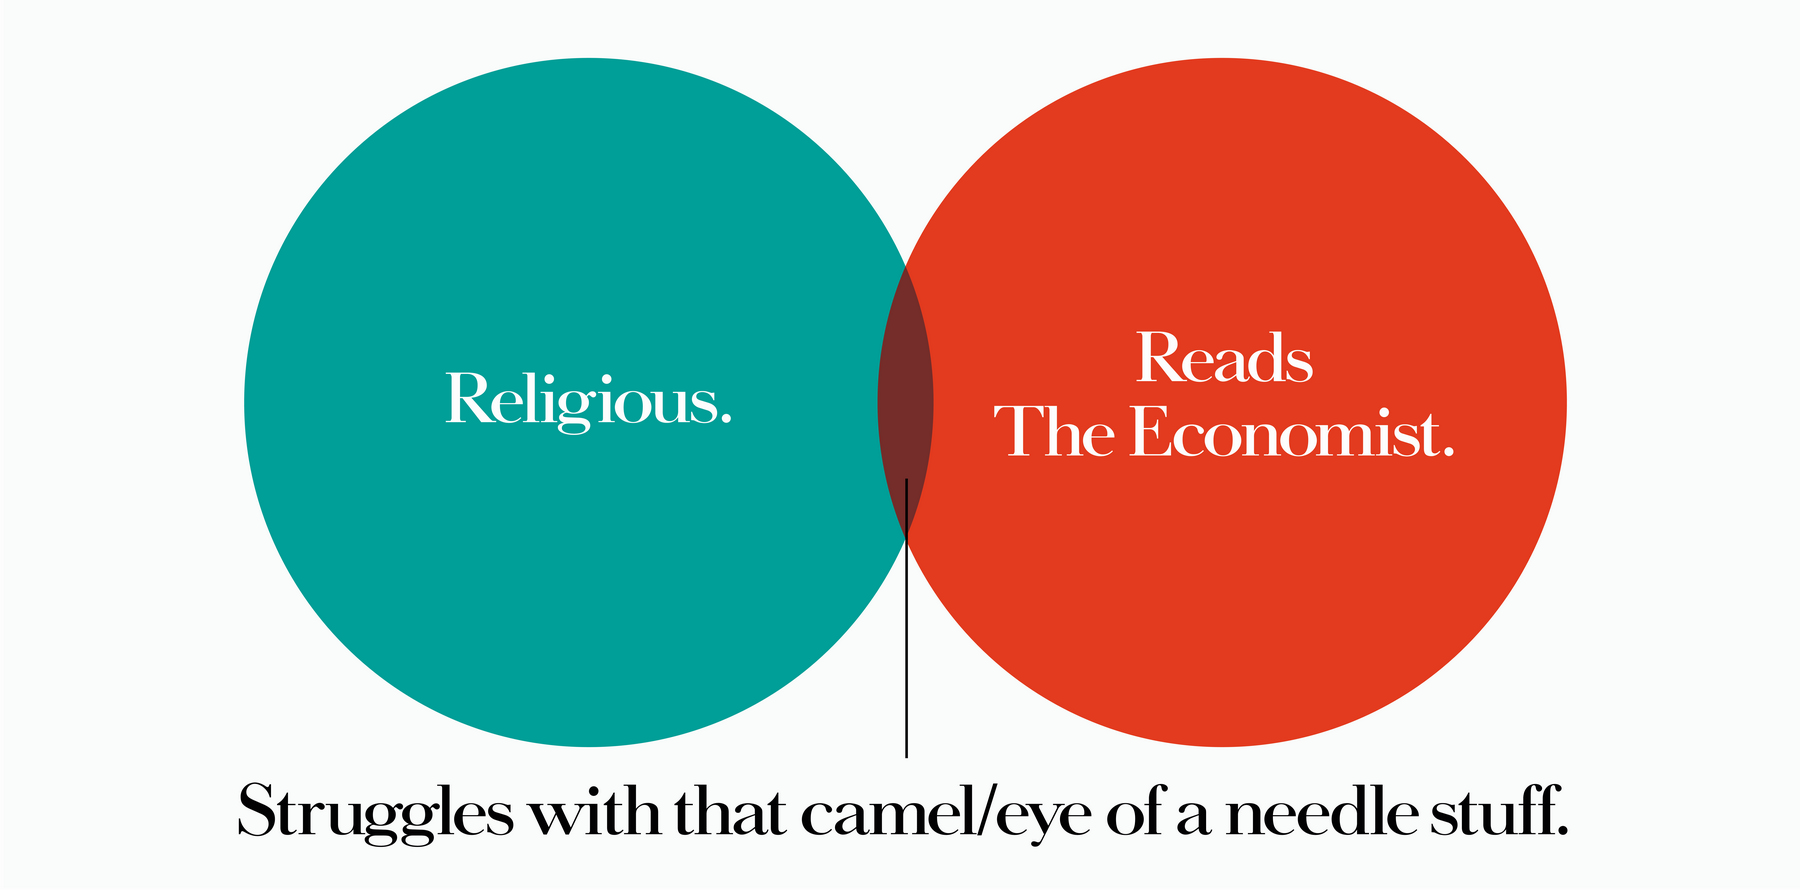 Religious.
Reads
The Economist.
Struggles with that camel/eye of a needle stuff.